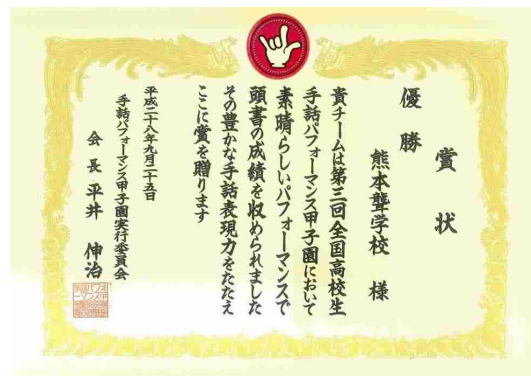 賞状
優勝
熊本聾学校 様
貴チームは第三回全国高校生
手話パフォーマンス甲子園において
素晴らしいパフォーマンスで
頭書の成績を収められました
その豊かな手話表現力をたたえ
ここに賞を贈ります
平成二十八年九月二十五日
手話パフォーマンス甲子園実行委員会
会長 平井 伸治